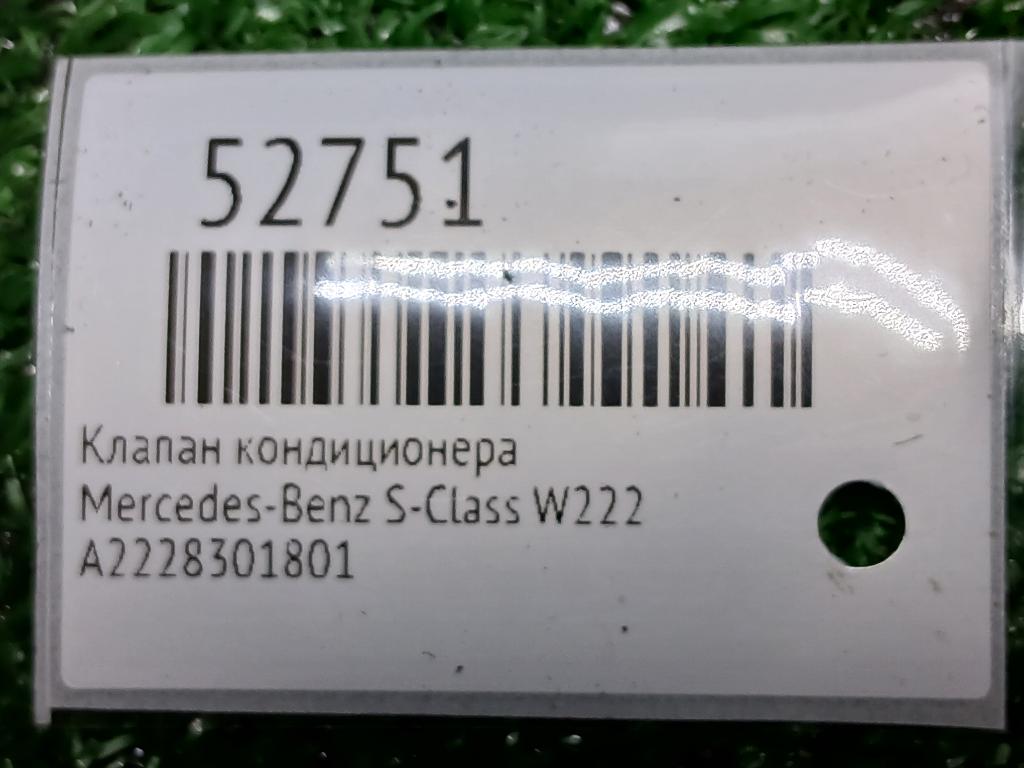 52751
Клапан кондиционера
Mercedes-Benz S-Class W222
A2228301801